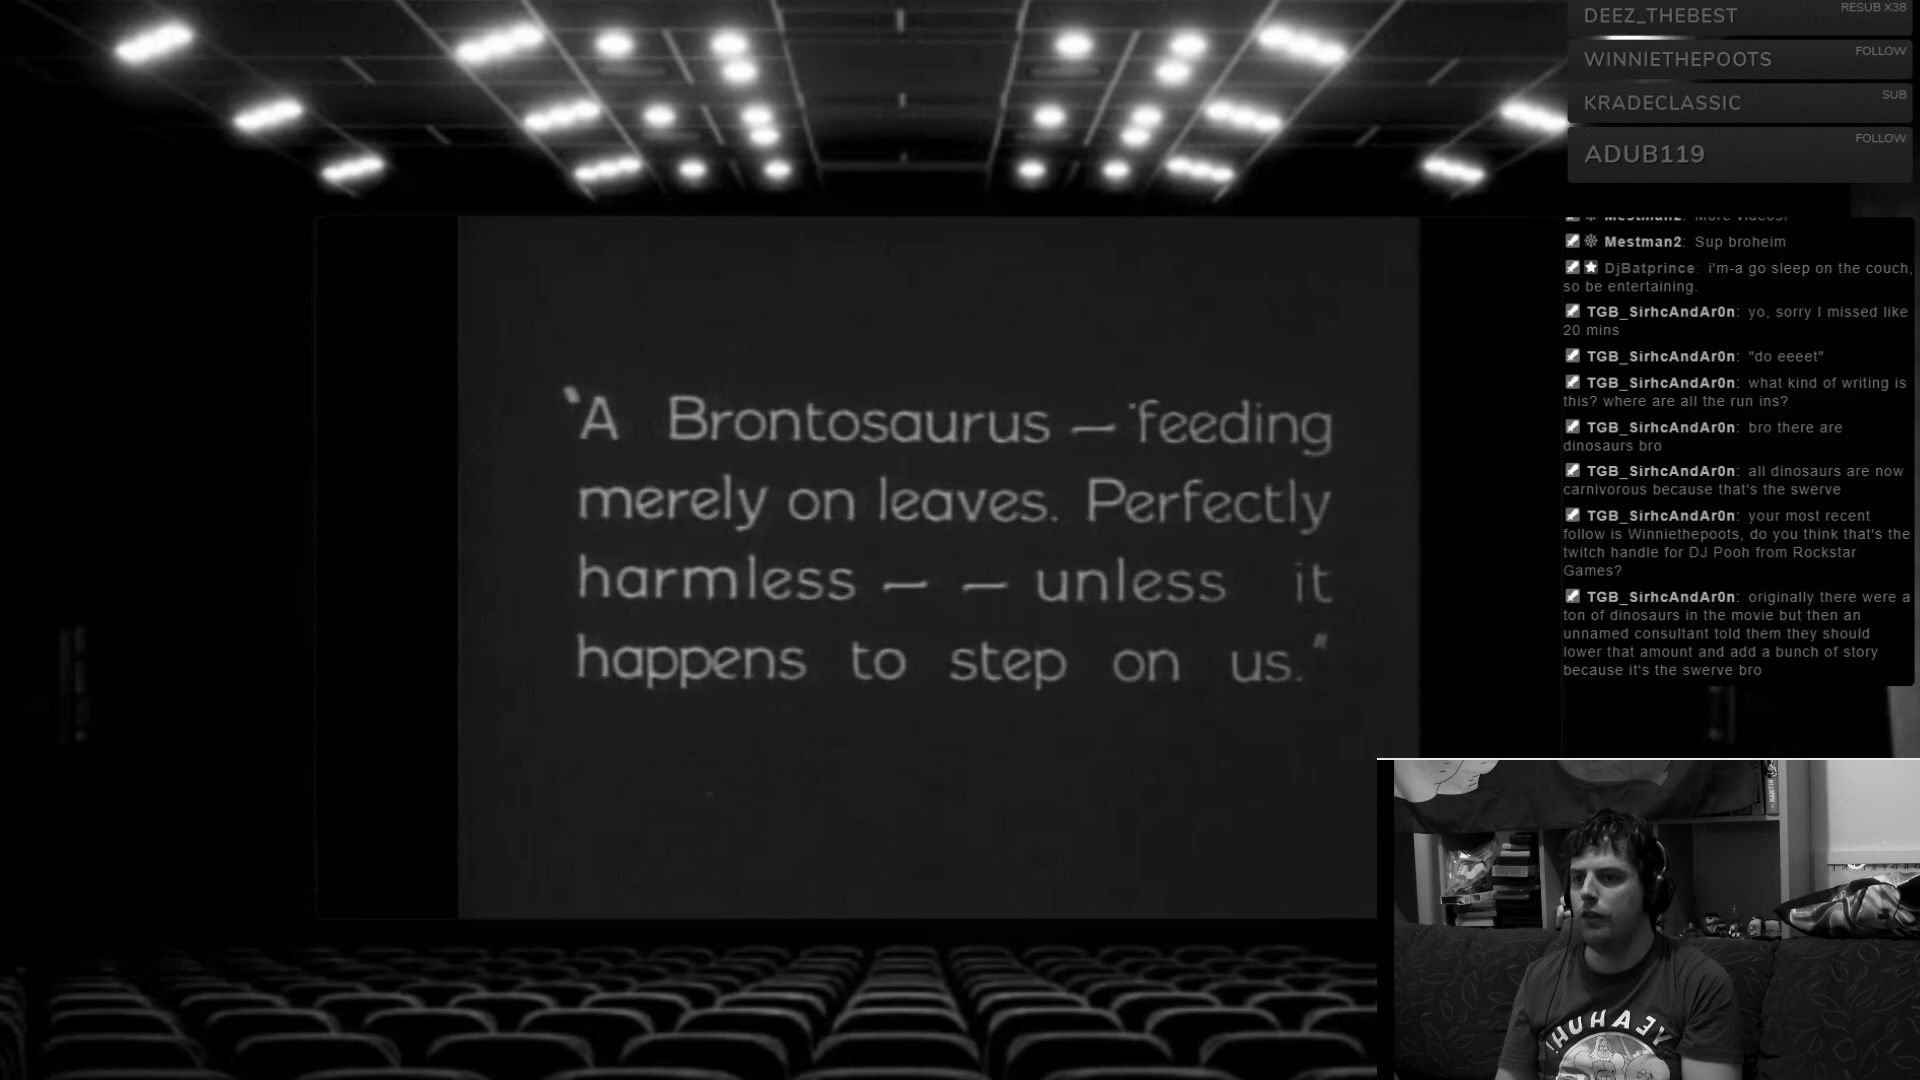 DEEZ_THEBEST RESUB X38
WINNIETHEPOOTS FOLLOW
KRADECLASSIC SUB
ADUB119 FOLLOW
"A Brontosaurus — feeding
merely on leaves. Perfectly
harmless — — unless it
happens to step on us."
Mestman2: More videos!
Mestman2: Sup broheim
DjBatprince: i'm-a go sleep on the couch,
so be entertaining.
TGB_SirhcAndAr0n: yo, sorry I missed like
20 mins
TGB_SirhcAndAr0n: "do eeeet"
TGB_SirhcAndAr0n: what kind of writing is
this? where are all the run ins?
TGB_SirhcAndAr0n: bro there are
dinosaurs bro
TGB_SirhcAndAr0n: all dinosaurs are now
carnivorous because that's the swerve
TGB_SirhcAndAr0n: your most recent
follow is Winniethepoots, do you think that's the
twitch handle for DJ Pooh from Rockstar
Games?
TGB_SirhcAndAr0n: originally there were a
ton of dinosaurs in the movie but then an
unnamed consultant told them they should
lower that amount and add a bunch of story
because it's the swerve bro
YEAHUH!